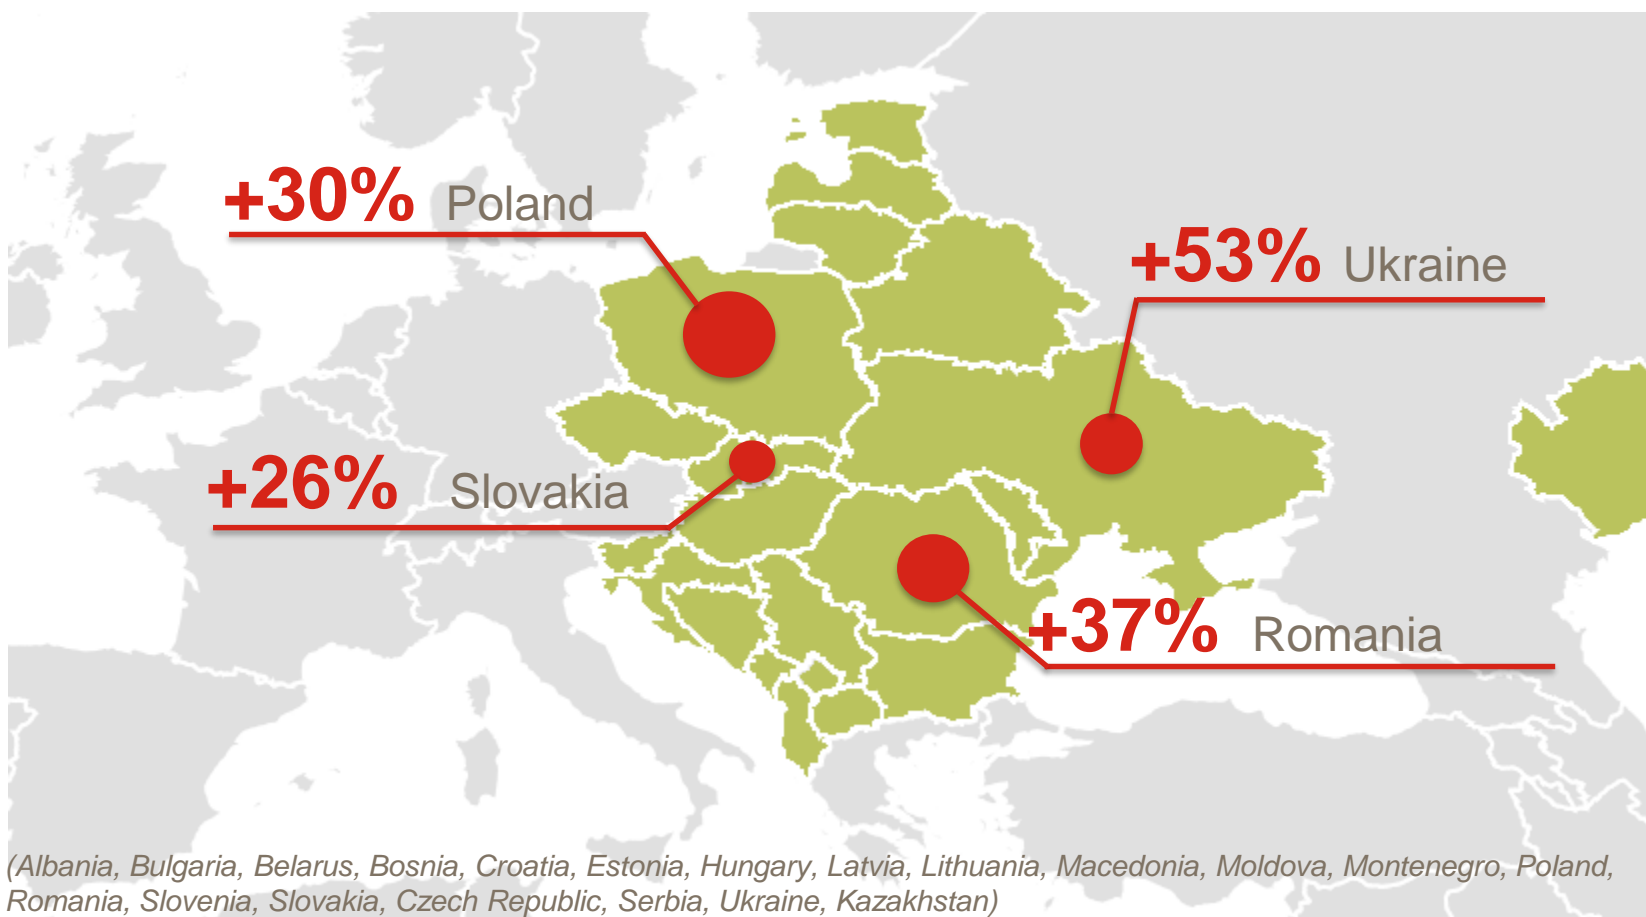 +30% Poland
+53% Ukraine
+26% Slovakia
+37% Romania
(Albania, Bulgaria, Belarus, Bosnia, Croatia, Estonia, Hungary, Latvia, Lithuania, Macedonia, Moldova, Montenegro, Poland,
Romania, Slovenia, Slovakia, Czech Republic, Serbia, Ukraine, Kazakhstan)